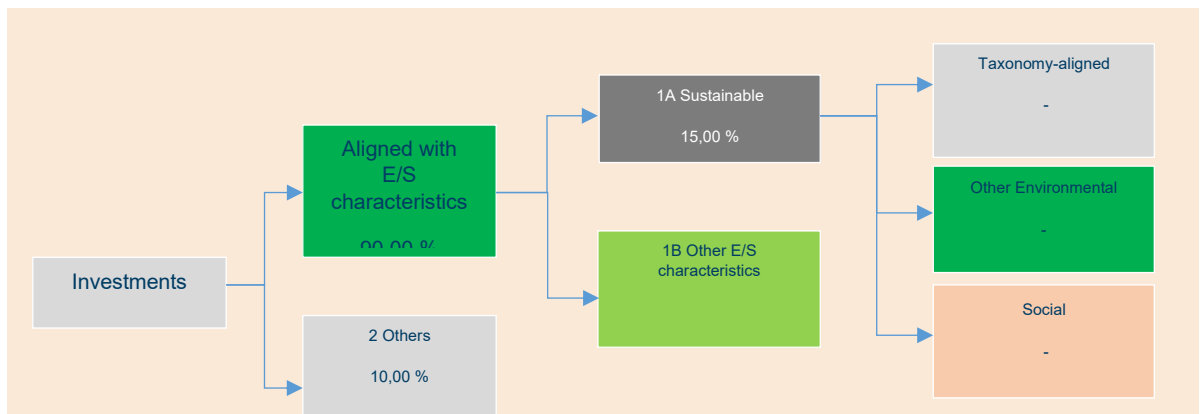 Investments
Aligned with
E/S
characteristics
2 Others
10,00 %
1A Sustainable
15,00 %
1B Other E/S
characteristics
Taxonomy-aligned
-
Other Environmental
-
Social
-